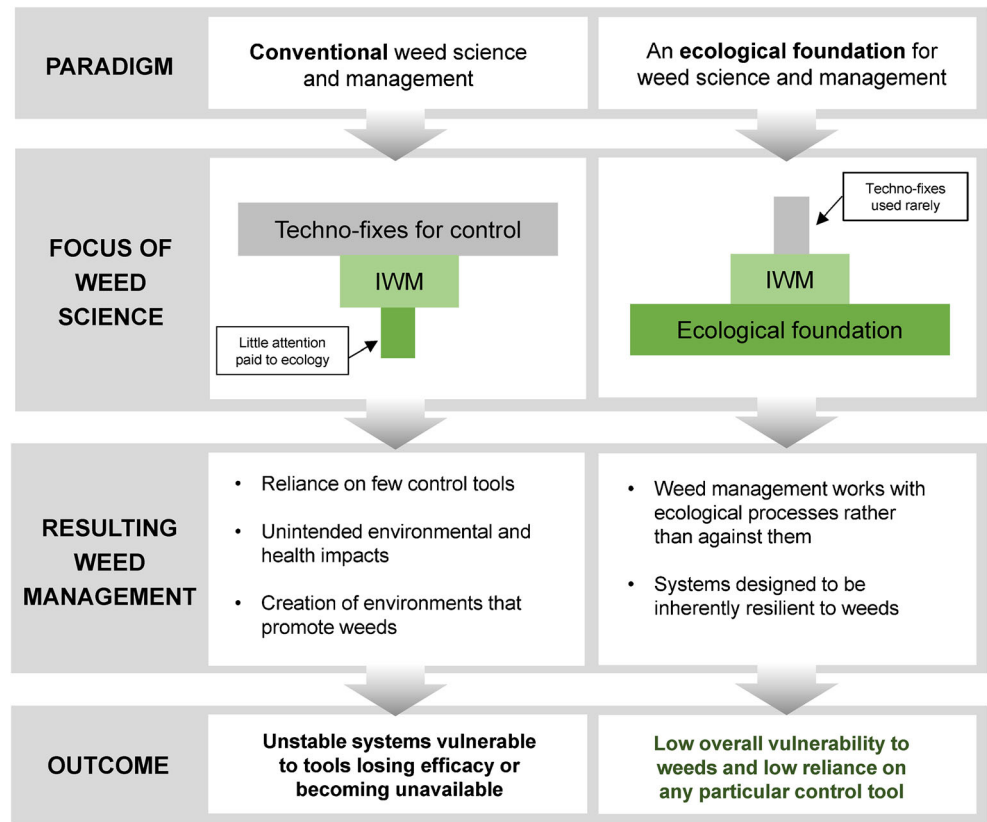 PARADIGM
Conventional weed science
and management
An ecological foundation for
weed science and management
FOCUS OF
WEED
SCIENCE
Techno-fixes for control
IWM
Little attention
paid to ecology
Techno-fixes
used rarely
IWM
Ecological foundation
RESULTING
WEED
MANAGEMENT
• Reliance on few control tools
• Unintended environmental and
health impacts
• Creation of environments that
promote weeds
• Weed management works with
ecological processes rather
than against them
• Systems designed to be
inherently resilient to weeds
OUTCOME
Unstable systems vulnerable
to tools losing efficacy or
becoming unavailable
Low overall vulnerability to
weeds and low reliance on
any particular control tool